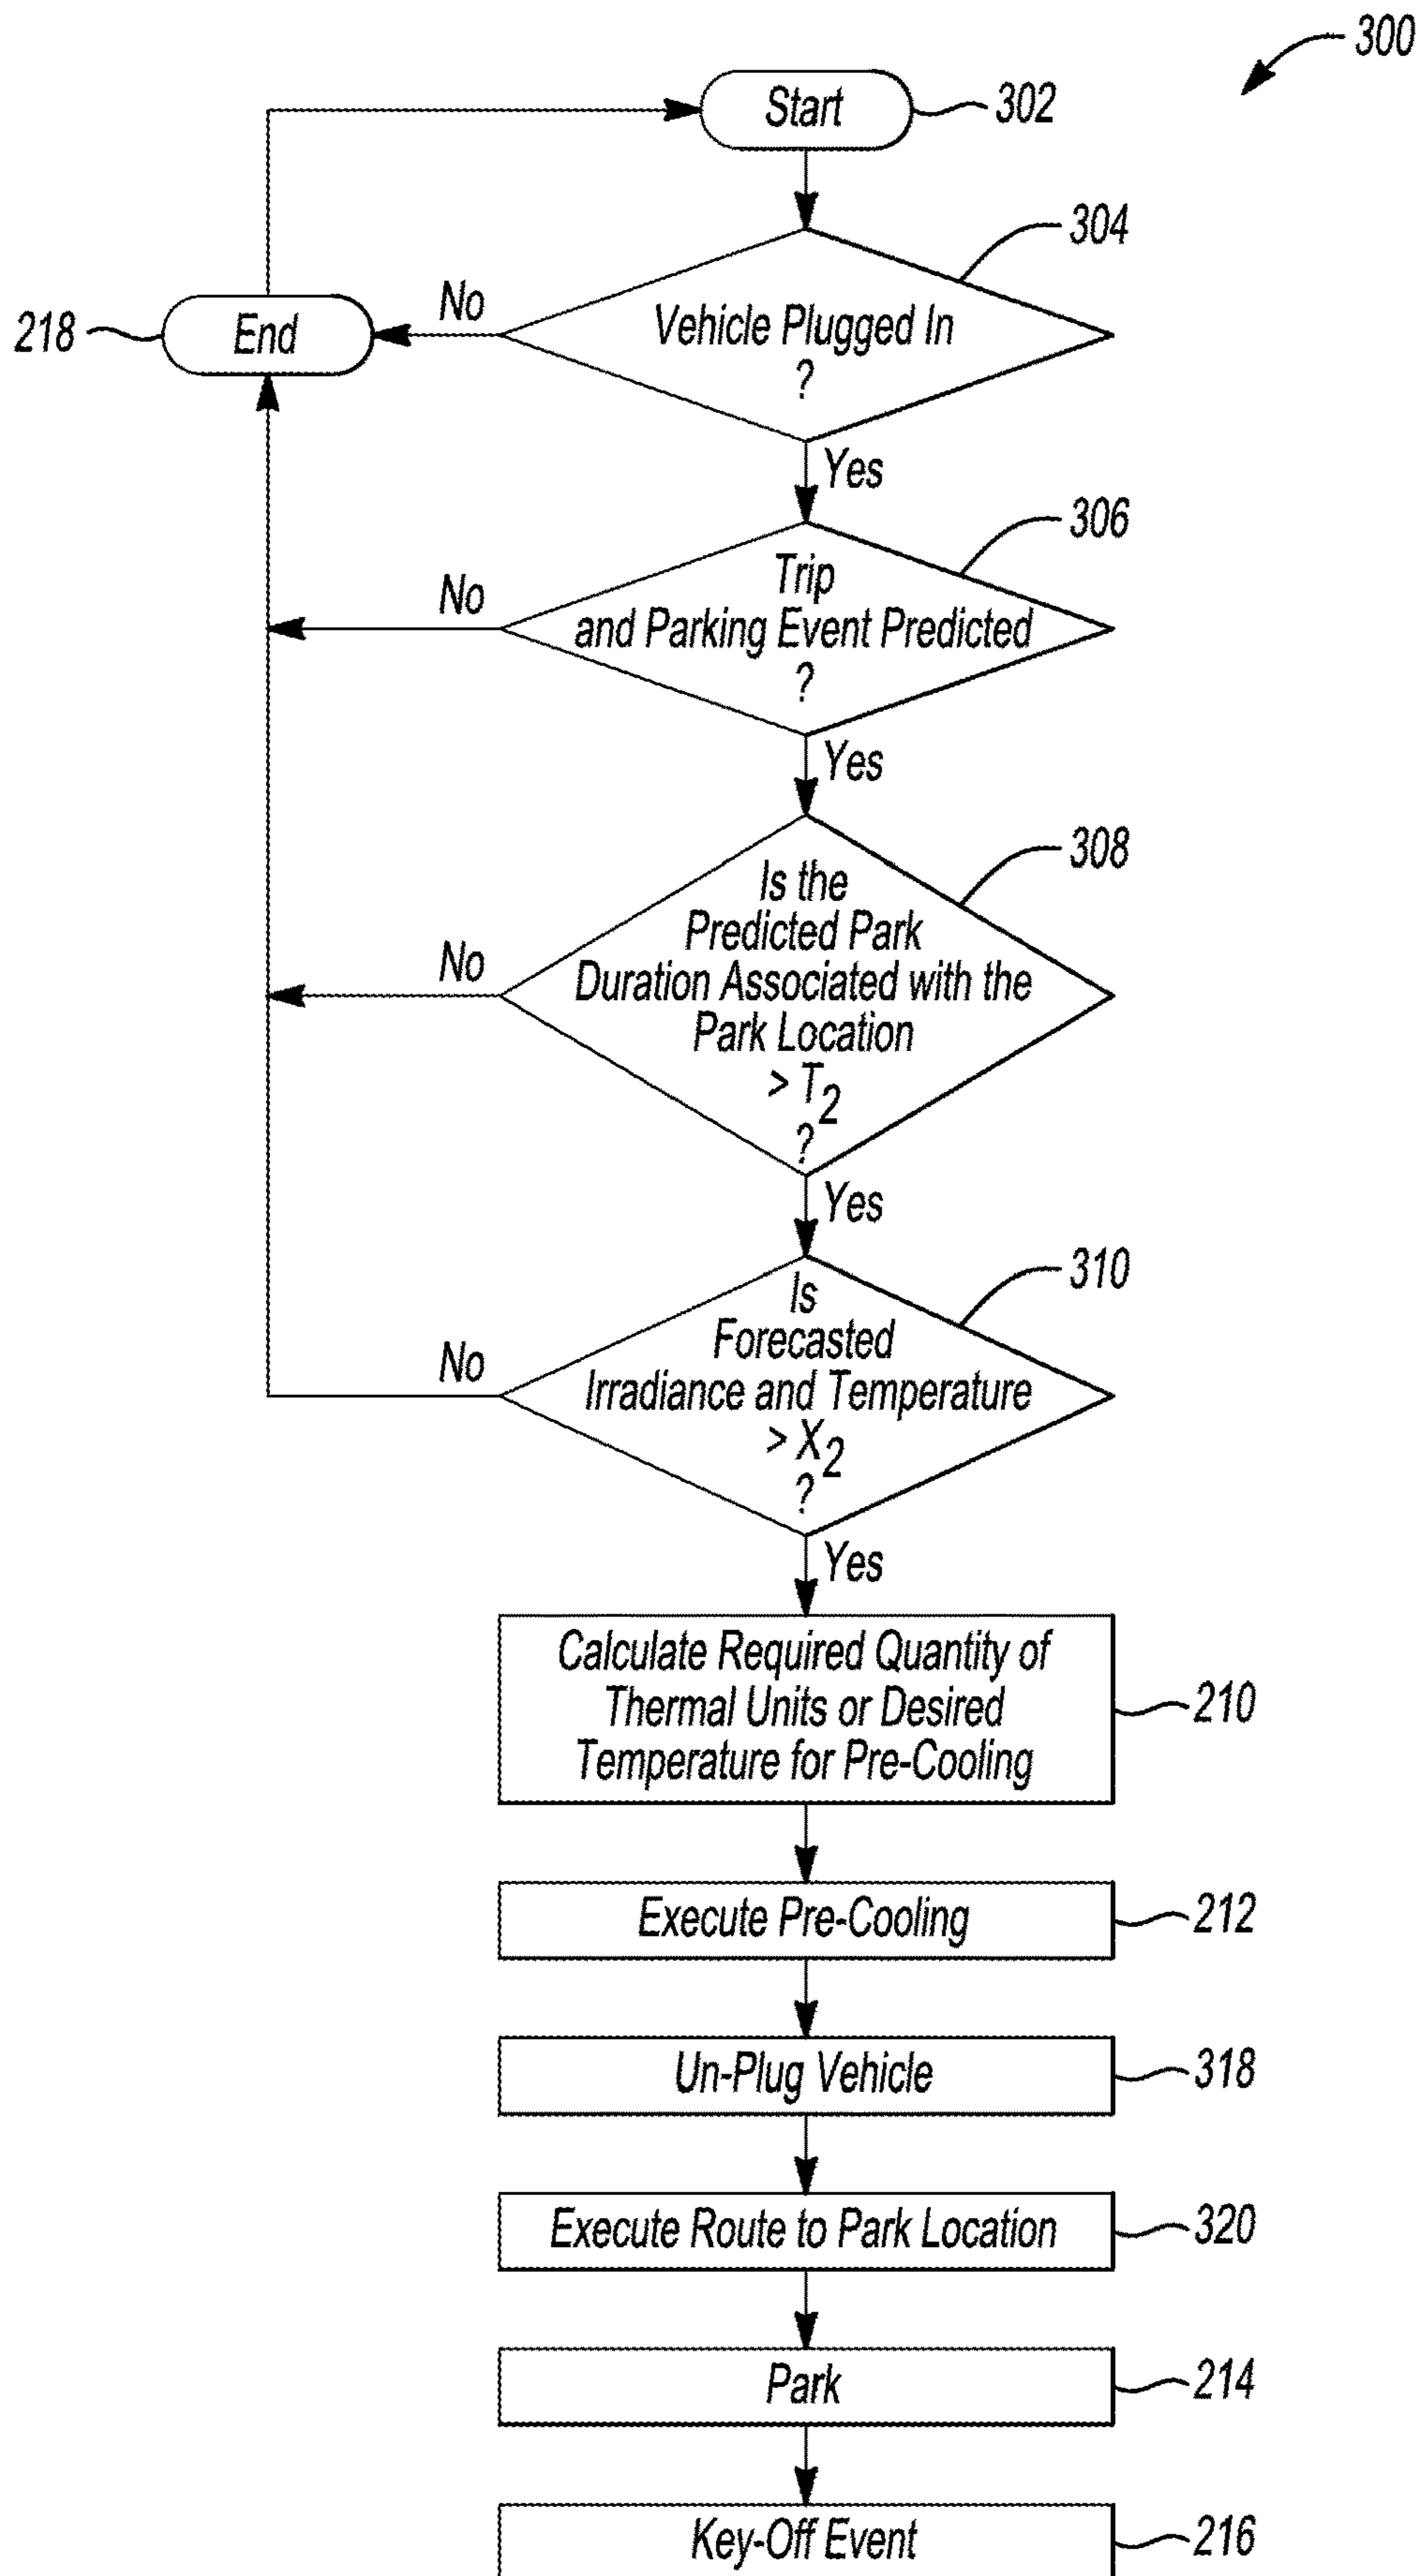 300
Start
302
304
Vehicle Plugged In
?
No
218
End
Yes
306
Trip
and Parking Event Predicted
?
No
Yes
308
Is the
Predicted Park
Duration Associated with the
Park Location
> T2
?
No
Yes
310
Is
Forecasted
Irradiance and Temperature
> X2
?
No
Yes
Calculate Required Quantity of
Thermal Units or Desired
Temperature for Pre-Cooling
210
Execute Pre-Cooling
212
Un-Plug Vehicle
318
Execute Route to Park Location
320
Park
214
Key-Off Event
216